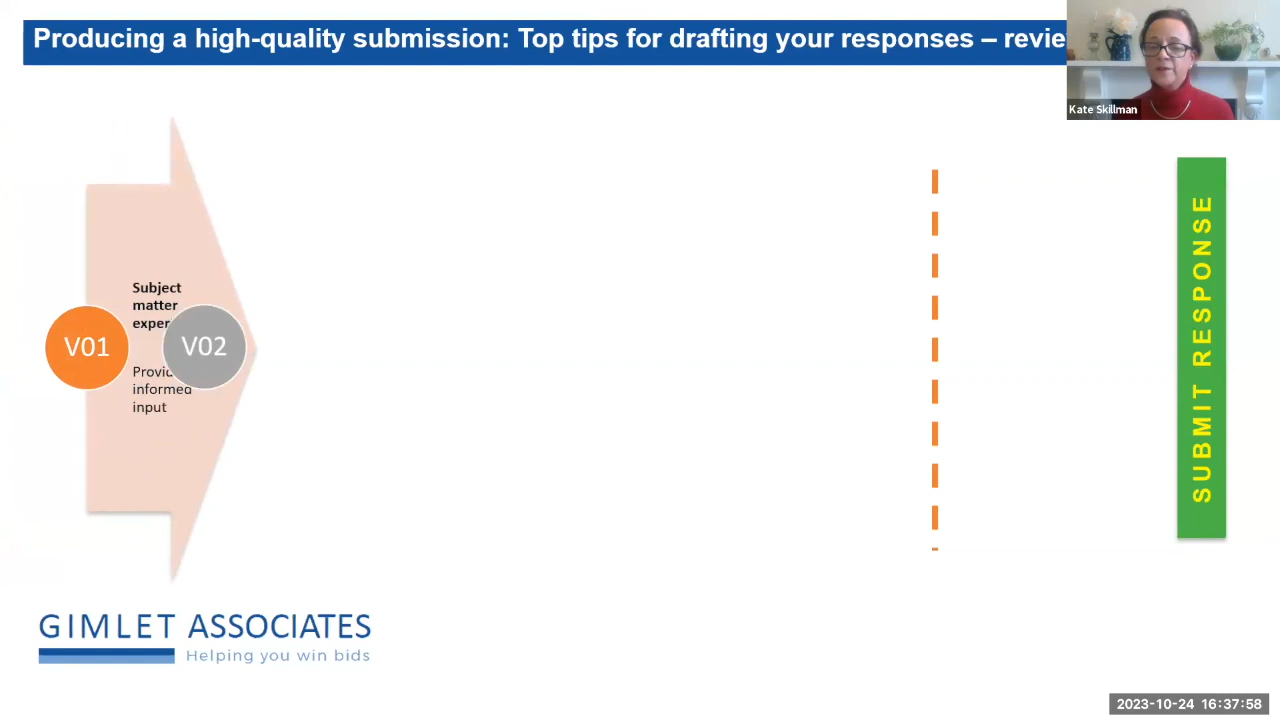 Producing a high-quality submission: Top tips for drafting your responses –
Kate Skillman
Subject
matter
V01
V02
informed
input
SUBMIT RESPONSE
GIMLET ASSOCIATES
Helping you win bids
2023-10-24 16:37:58